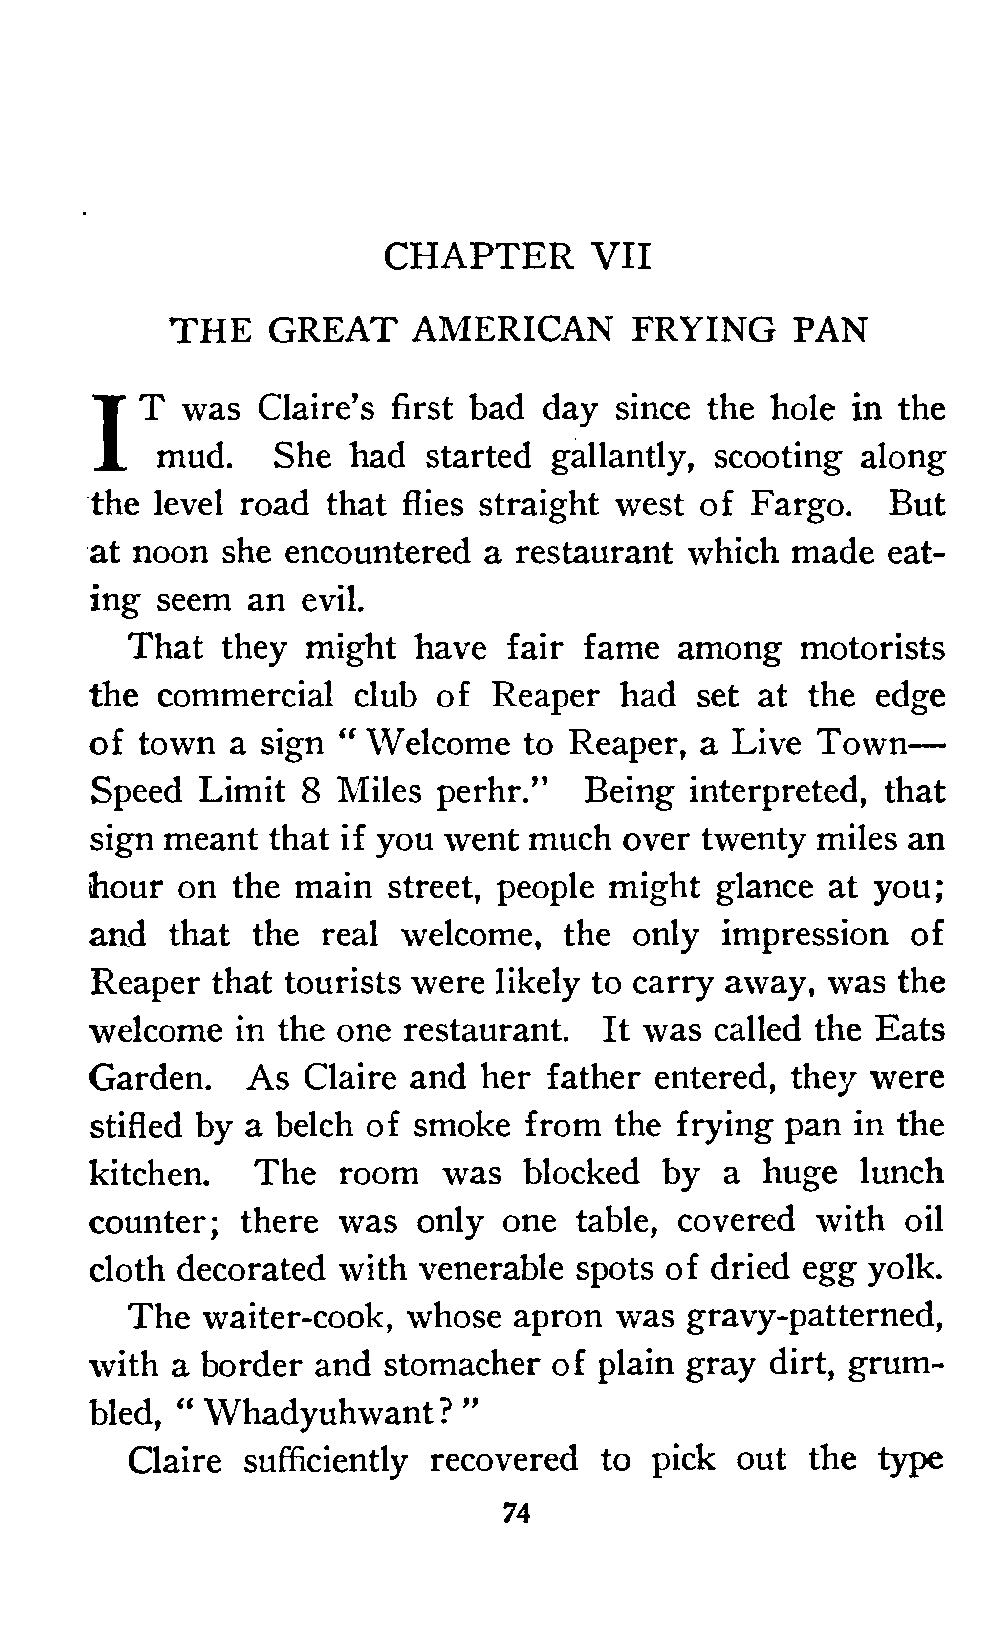 CHAPTER VII
THE GREAT AMERICAN FRYING PAN
IT was Claire's first bad day since the hole in the
mud. She had started gallantly, scooting along
the level road that flies straight west of Fargo. But
at noon she encountered a restaurant which made eat-
ing seem an evil.
That they might have fair fame among motorists
the commercial club of Reaper had set at the edge
of town a sign “ Welcome to Reaper, a Live Town—
Speed Limit 8 Miles perhr.” Being interpreted, that
sign meant that if you went much over twenty miles an
hour on the main street, people might glance at you;
and that the real welcome, the only impression of
Reaper that tourists were likely to carry away, was the
welcome in the one restaurant. It was called the Eats
Garden. As Claire and her father entered, they were
stifled by a belch of smoke from the frying pan in the
kitchen. The room was blocked by a huge lunch
counter; there was only one table, covered with oil
cloth decorated with venerable spots of dried egg yolk.
The waiter-cook, whose apron was gravy-patterned,
with a border and stomacher of plain gray dirt, grum-
bled, “ Whadyuhwant? ”
Claire sufficiently recovered to pick out the type
74